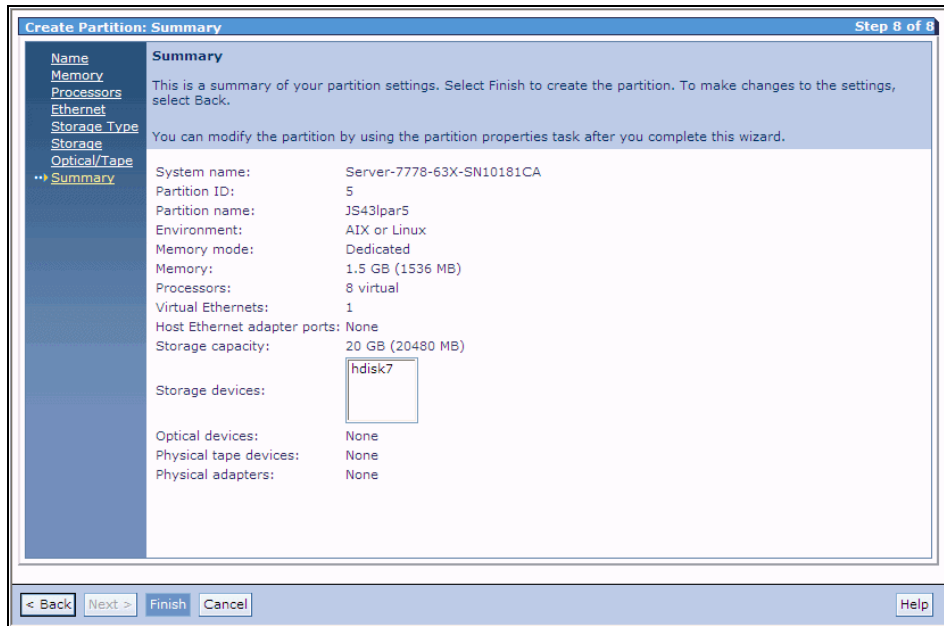 Create Partition: Summary
Step 8 of 8
Name
Memory
Processors
Ethernet
Storage Type
Storage
Optical/Tape
Summary
Summary
This is a summary of your partition settings. Select Finish to create the partition. To make changes to the settings,
select Back.
You can modify the partition by using the partition properties task after you complete this wizard.
System name: Server-7778-63X-SN10181CA
Partition ID: 5
Partition name: JS43lpar5
Environment: AIX or Linux
Memory mode: Dedicated
Memory: 1.5 GB (1536 MB)
Processors: 8 virtual
Virtual Ethernets: 1
Host Ethernet adapter ports: None
Storage capacity: 20 GB (20480 MB)
Storage devices: hdisk7
Optical devices: None
Physical tape devices: None
Physical adapters: None
< Back Next > Finish Cancel Help